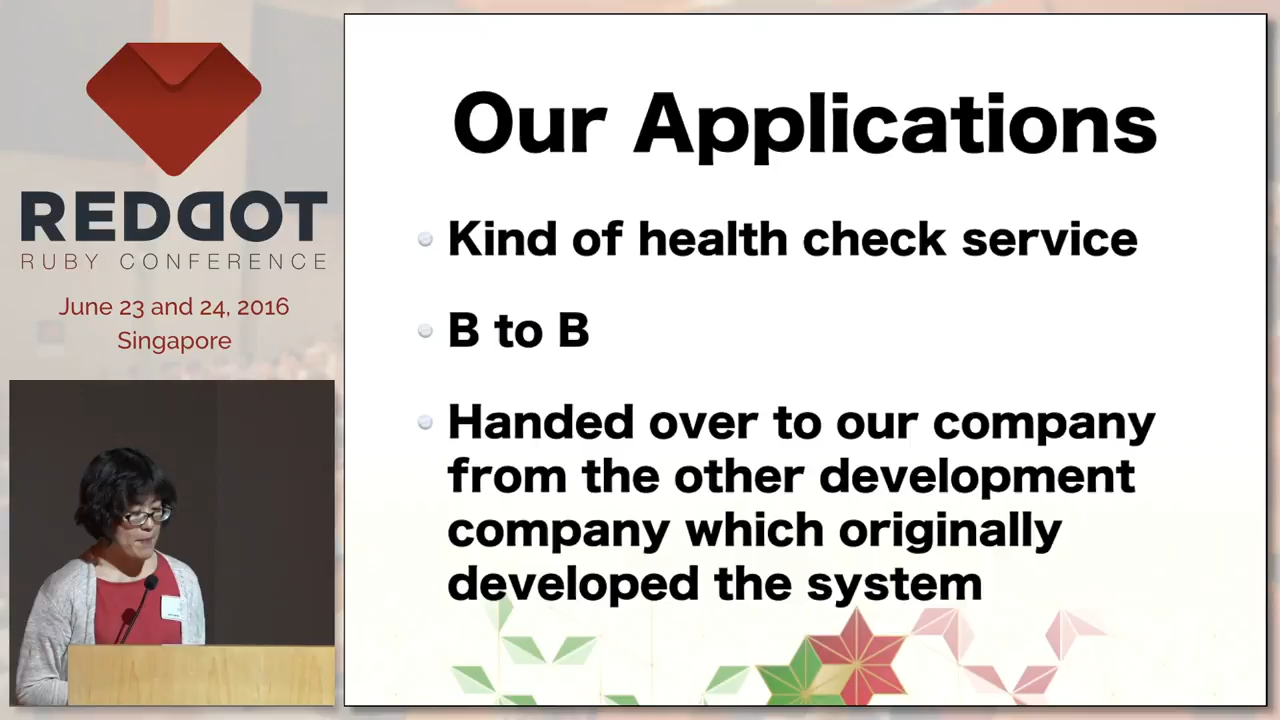 REDDOT
RUBY CONFERENCE
June 23 and 24, 2016
Singapore
Our Applications
Kind of health check service
B to B
Handed over to our company
from the other development
company which originally
developed the system